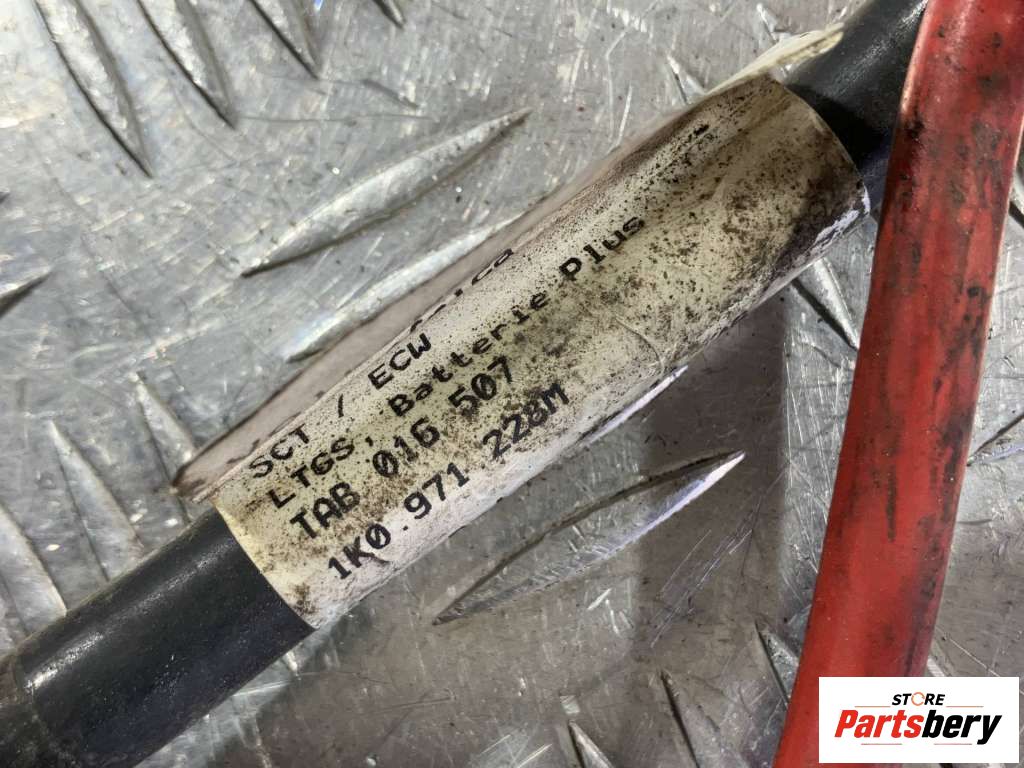 SCT / ECW
LTGS, Batterie Plus
TAB 016 507
1K0.971 228M
STORE
Partsbery